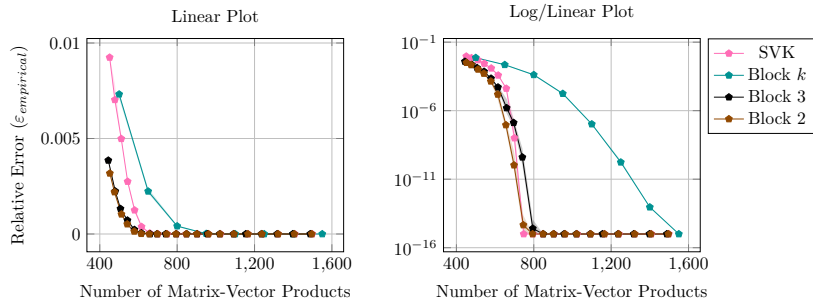 Linear Plot
0.01
0.005
0
400
800
1,200
1,600
Number of Matrix-Vector Products
Relative Error (ε_empirical)
Log/Linear Plot
10^−1
10^−6
10^−11
10^−16
400
800
1,200
1,600
Number of Matrix-Vector Products
SVK
Block k
Block 3
Block 2